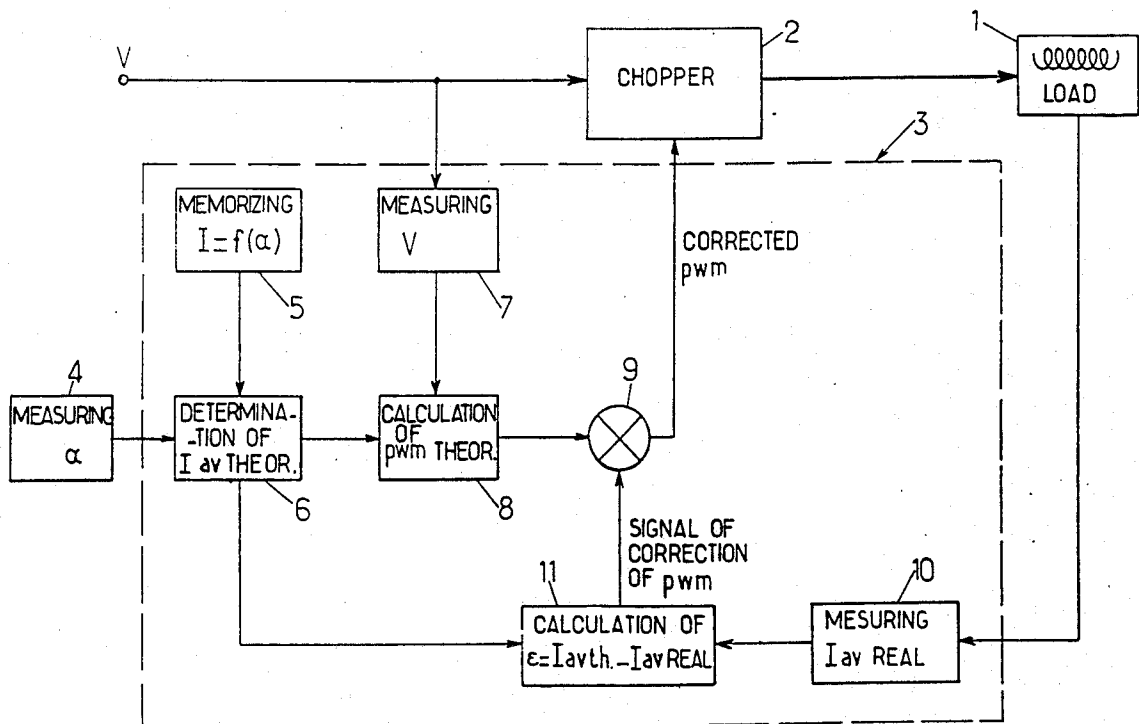 V
2
CHOPPER
1
LOAD
3
MEMORIZING
I=f(α)
5
MEASURING
V
7
CORRECTED
pwm
4
MEASURING
α
DETERMINA-
-TION OF
I av THEOR.
6
CALCULATION
OF
pwm THEOR.
8
9
SIGNAL OF
CORRECTION
OF pwm
11
CALCULATION OF
ε=Iavth.-Iav REAL
10
MESURING
Iav REAL